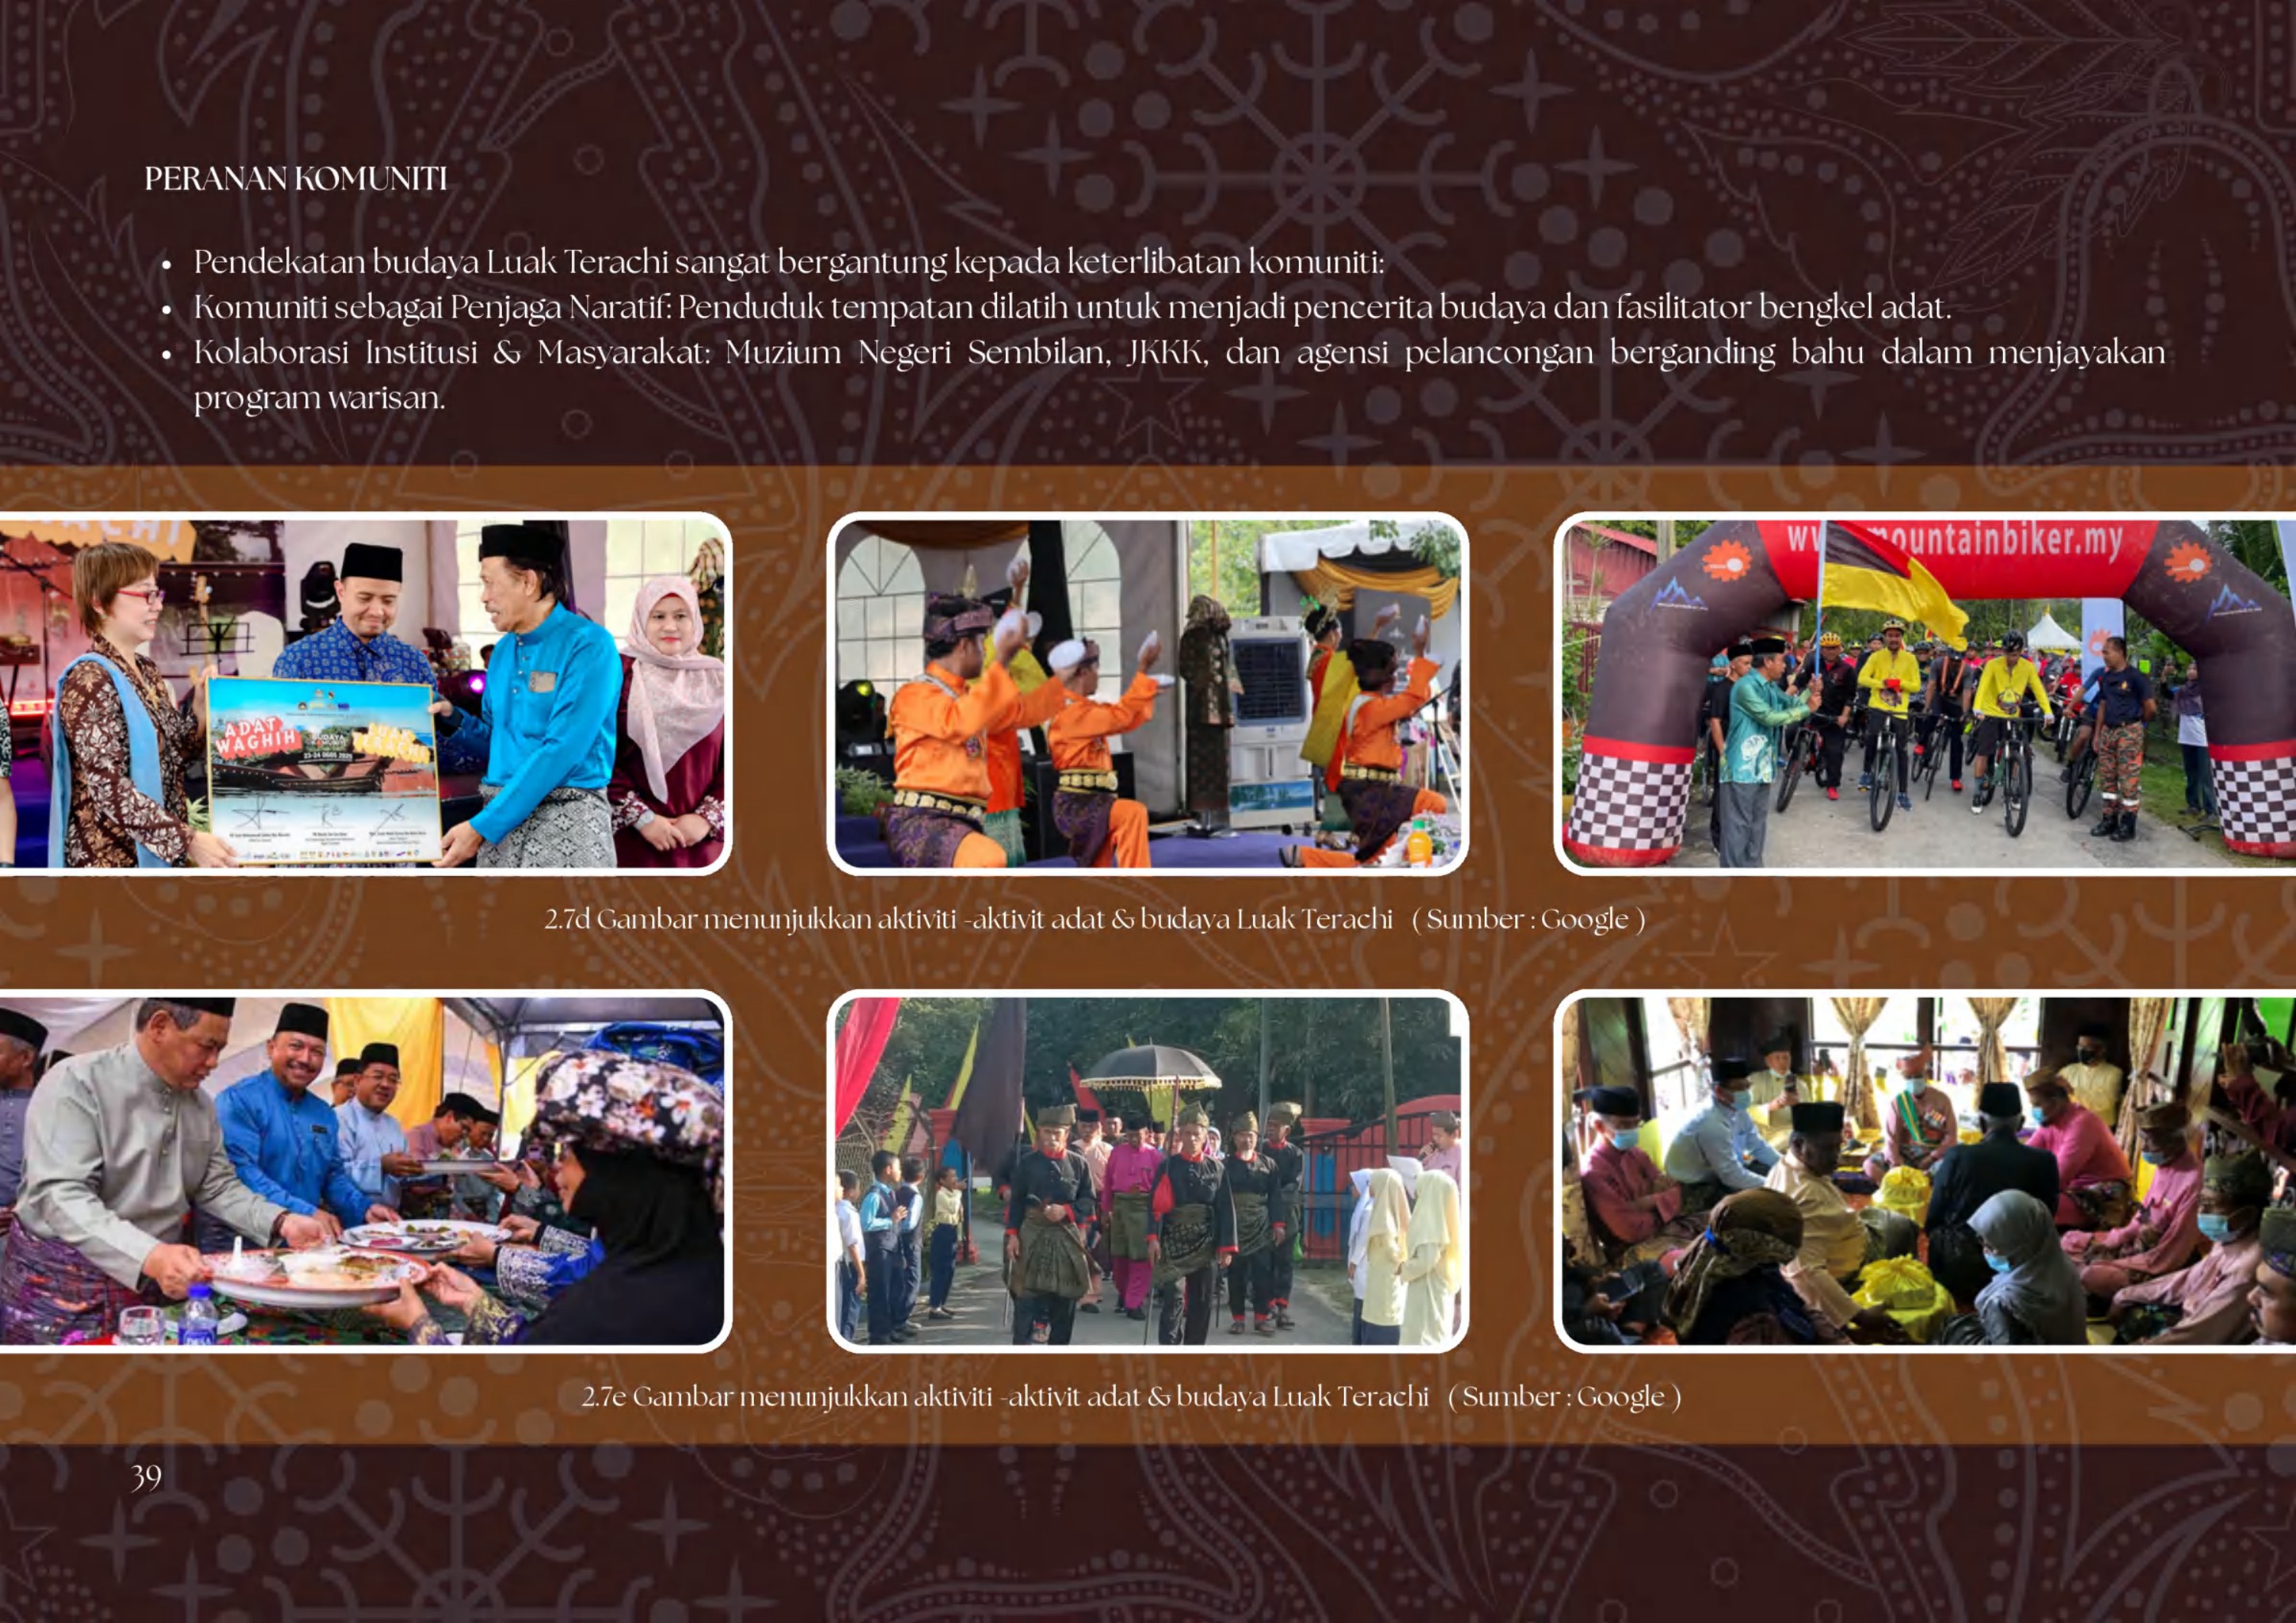 PERANAN KOMUNITI
• Pendekatan budaya Luak Terachi sangat bergantung kepada keterlibatan komuniti:
• Komuniti sebagai Penjaga Naratif: Penduduk tempatan dilatih untuk menjadi pencerita budaya dan fasilitator bengkel adat.
• Kolaborasi Institusi & Masyarakat: Muzium Negeri Sembilan, JKKK, dan agensi pelancongan berganding bahu dalam menjayakan
program warisan.
ADAT
WAGHIH
BUDAYA
mountainbiker.my
2.7d Gambar menunjukkan aktiviti -aktivit adat & budaya Luak Terachi ( Sumber : Google )
2.7e Gambar menunjukkan aktiviti -aktivit adat & budaya Luak Terachi ( Sumber : Google )
39